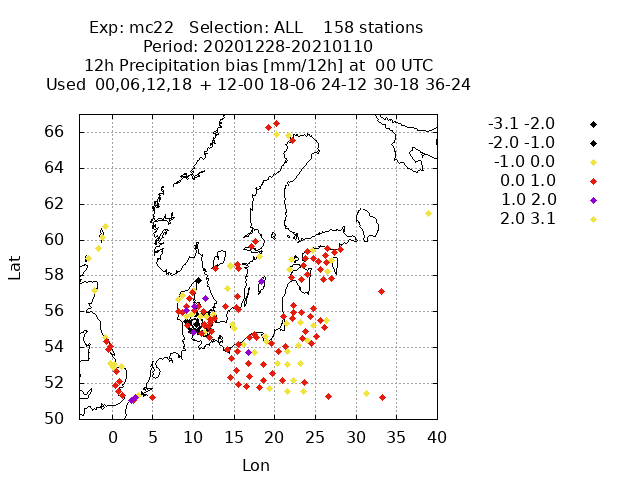 Exp: mc22   Selection: ALL    158 stations
Period: 20201228-20210110
12h Precipitation bias [mm/12h] at  00 UTC
Used  00,06,12,18  + 12-00 18-06 24-12 30-18 36-24
-3.1 -2.0
-2.0 -1.0
-1.0 0.0
0.0 1.0
1.0 2.0
2.0 3.1
66
64
62
60
58
56
54
52
50
Lat
0 5 10 15 20 25 30 35 40
Lon